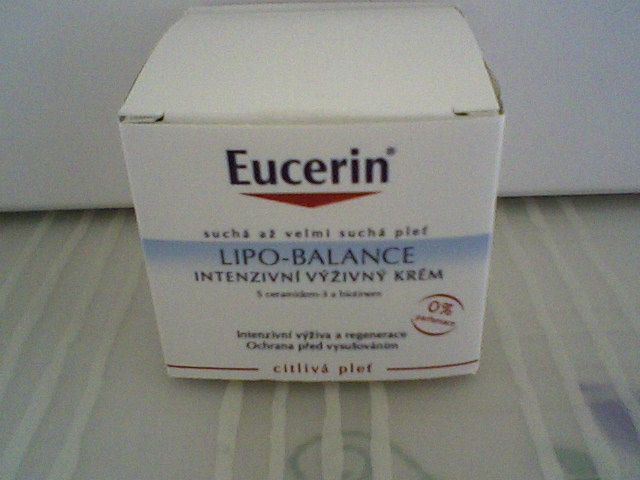 Eucerin®
suchá až velmi suchá pleť
LIPO-BALANCE
INTENZIVNÍ VÝŽIVNÝ KRÉM
S ceramidem-3 a biotinem
0%
parfemace
Intenzivní výživa a regenerace
Ochrana před vysušováním
citlivá pleť